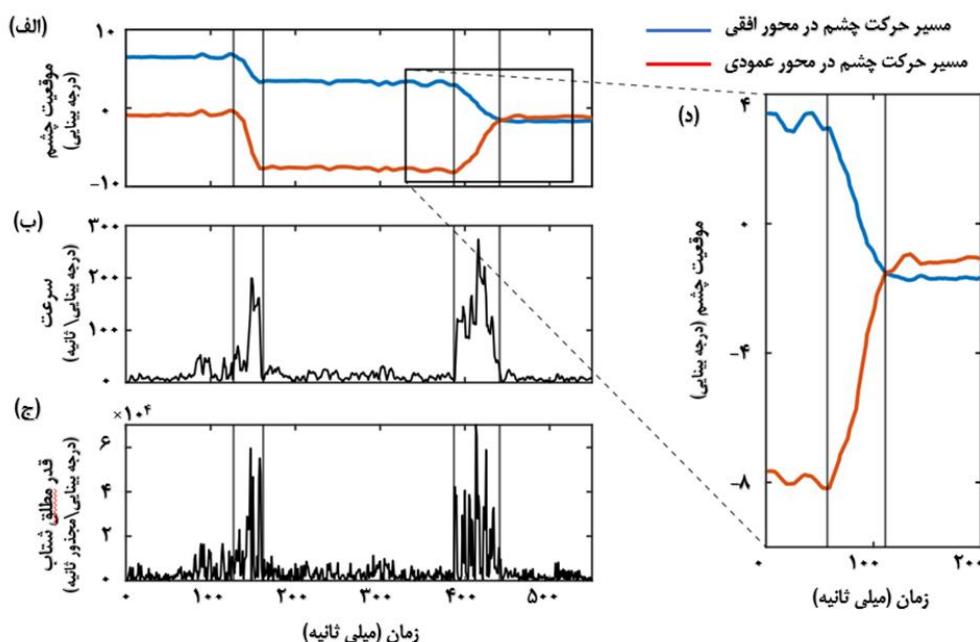 مسیر حرکت چشم در محور افقی
مسیر حرکت چشم در محور عمودی
(الف)
موقعیت چشم
(درجه بینایی)
۱۰
۰
-۱۰
(ب)
سرعت
(درجه بینایی\ ثانیه)
۳۰۰
۲۰۰
۱۰۰
۰
(ج)
×۱۰۴
قدر مطلق شتاب
(درجه بینایی\مجذور ثانیه)
۶
۴
۲
۰
۰ ۱۰۰ ۲۰۰ ۳۰۰ ۴۰۰ ۵۰۰
زمان (میلی ثانیه)
(د)
موقعیت چشم (درجه بینایی)
۴
۰
-۴
-۸
۰ ۱۰۰ ۲۰۰
زمان (میلی ثانیه)